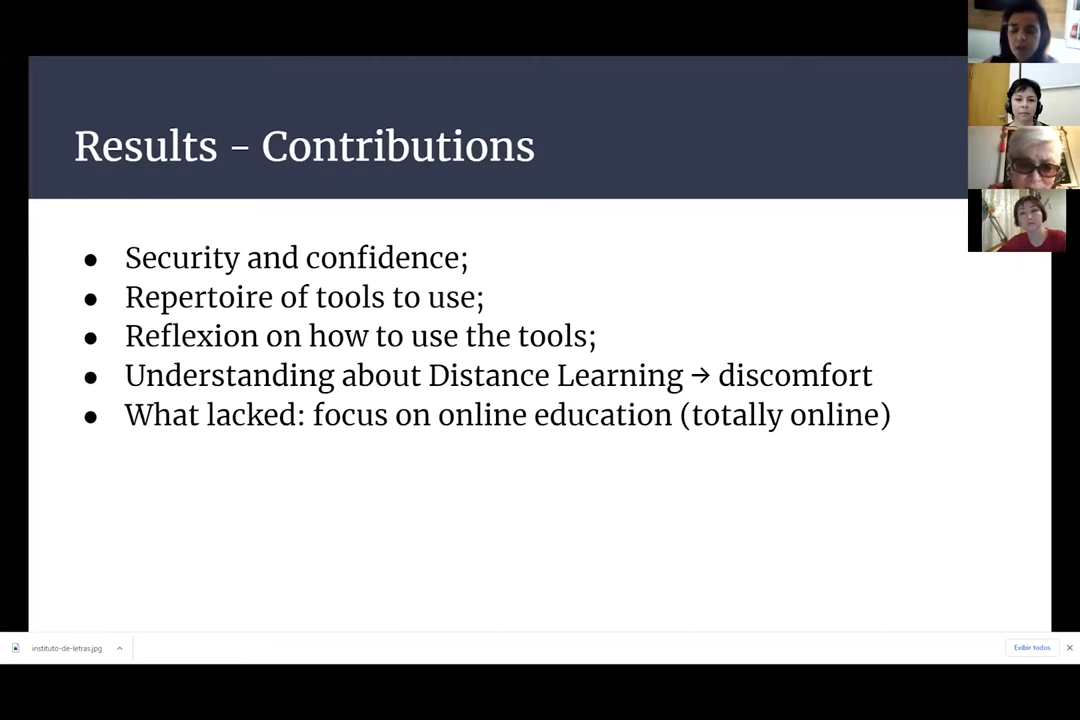 Results - Contributions
Security and confidence;
Repertoire of tools to use;
Reflexion on how to use the tools;
Understanding about Distance Learning → discomfort
What lacked: focus on online education (totally online)
instituto-de-letras.jpg
Exibir todos